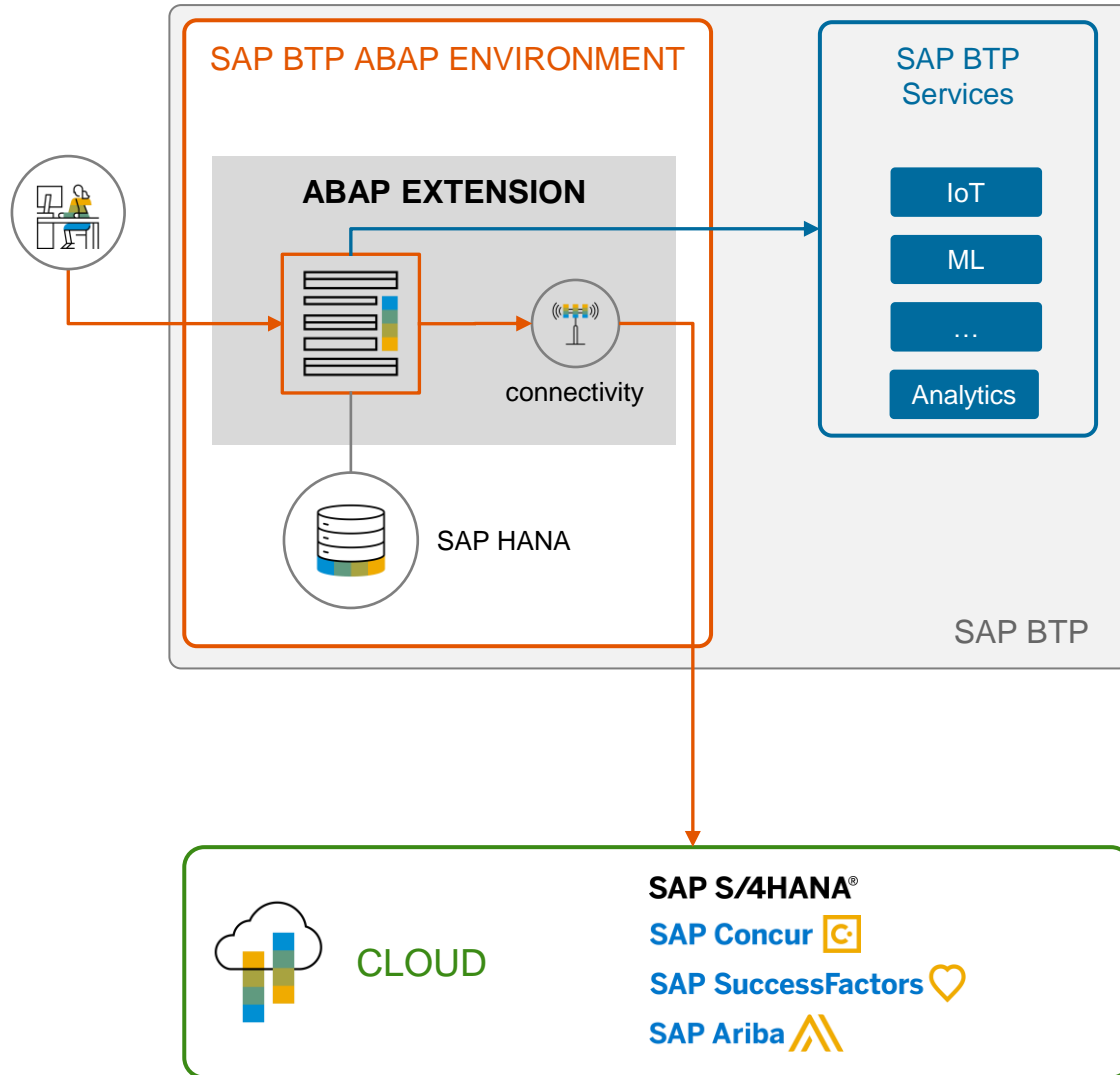 SAP BTP ABAP ENVIRONMENT
SAP BTP
Services
ABAP EXTENSION
IoT
ML
...
Analytics
connectivity
SAP HANA
SAP BTP
CLOUD
SAP S/4HANA®
SAP Concur C·
SAP SuccessFactors
SAP Ariba